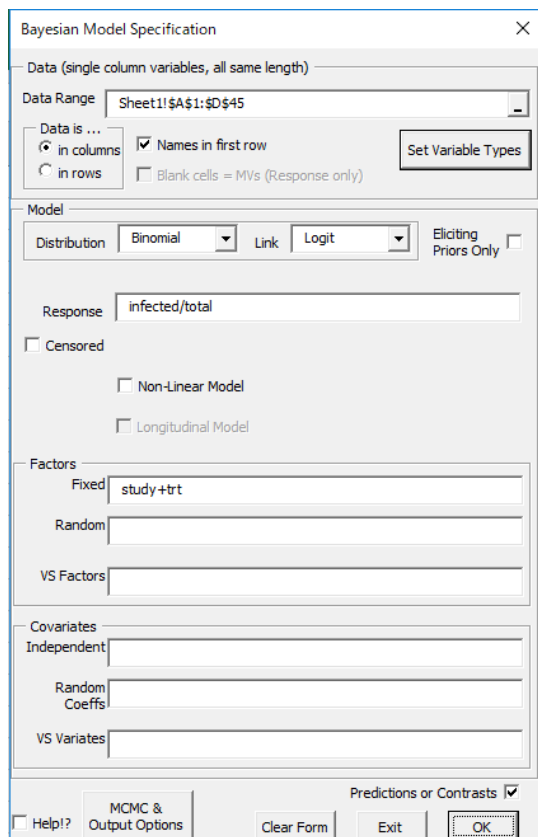 Bayesian Model Specification
Data (single column variables, all same length)
Data Range Sheet1!$A$1:$D$45
Data is ...
in columns
in rows
Names in first row
Blank cells = MVs (Response only)
Set Variable Types
Model
Distribution Binomial Link Logit
Eliciting
Priors Only
Response infected/total
Censored
Non-Linear Model
Longitudinal Model
Factors
Fixed study+trt
Random
VS Factors
Covariates
Independent
Random
Coeffs
VS Variates
Predictions or Contrasts
Help!?
MCMC &
Output Options
Clear Form
Exit
OK